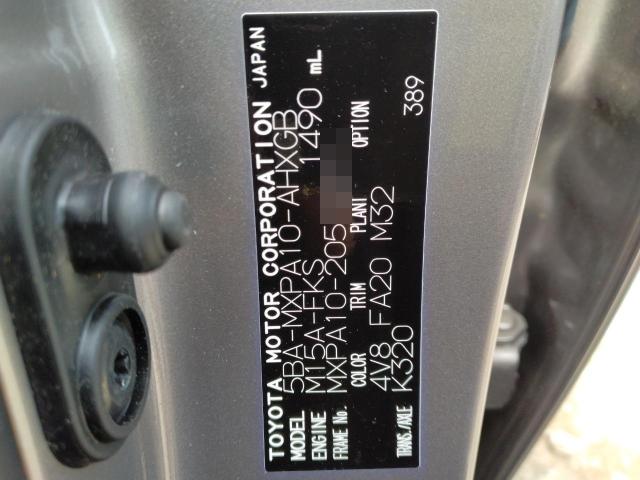 TOYOTA MOTOR CORPORATION JAPAN
MODEL 5BA-MXPA10-AHXGB
ENGINE M15A-FKS 1490 mL
FRAME No. MXPA10-205
COLOR TRIM PLANT OPTION
4V8 FA20 M32 389
TRANS./AXLE K320